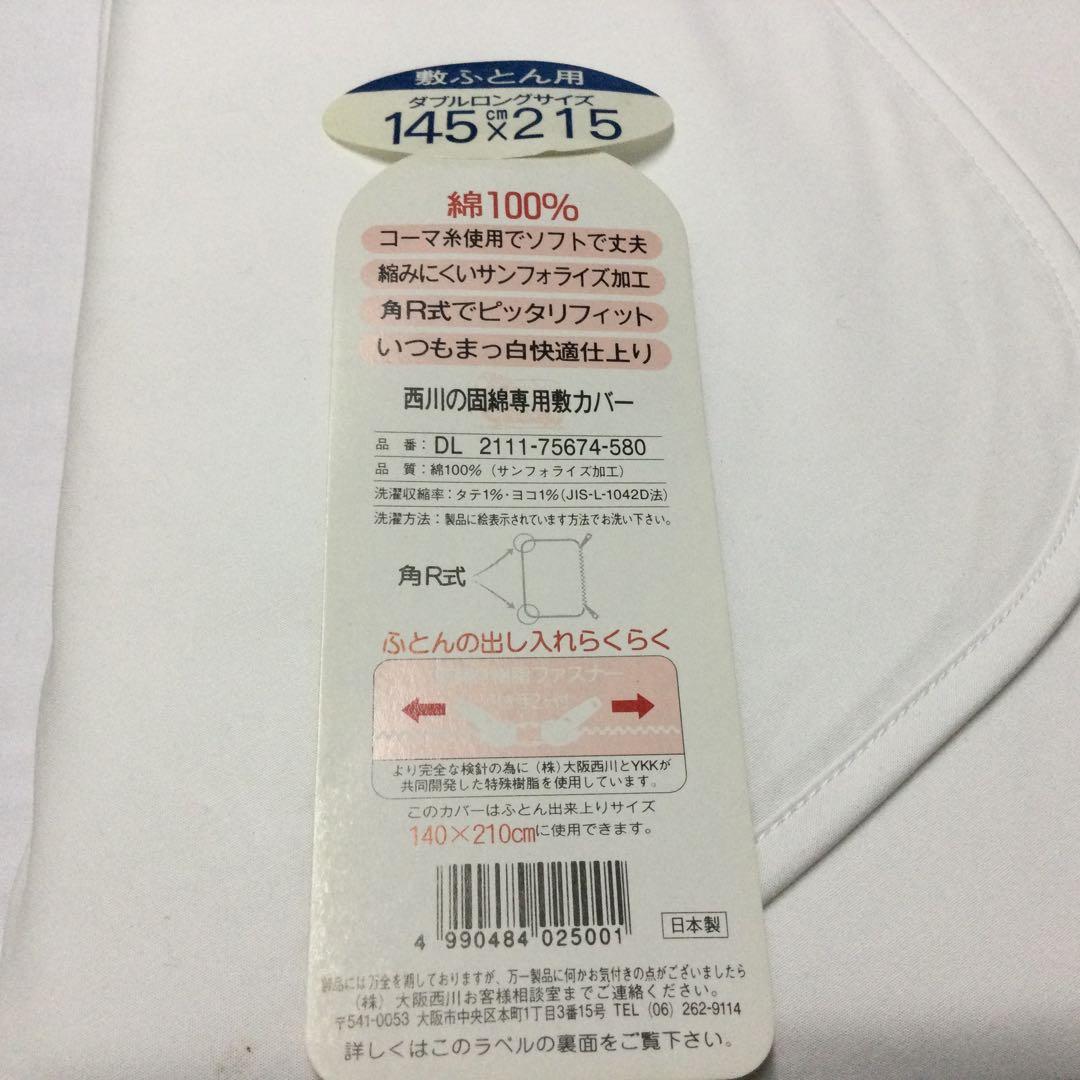 敷ふとん用
ダブルロングサイズ
145cm×215
綿100%
コーマ糸使用でソフトで丈夫
縮みにくいサンフォライズ加工
角R式でピッタリフィット
いつもまっ白快適仕上り
西川の固綿専用敷カバー
品番：DL 2111-75674-580
品質：綿100%（サンフォライズ加工）
洗濯収縮率：タテ1%・ヨコ1%（JIS-L-1042D法）
洗濯方法：製品に絵表示されています方法でお洗い下さい。
角R式
ふとんの出し入れらくらく
ファスナー
より完全な検針の為に（株）大阪西川とYKKが
共同開発した特殊樹脂を使用しています。
このカバーはふとん出来上りサイズ
140×210cmに使用できます。
4 990484 025001
日本製
製品には万全を期しておりますが、万一製品に何かお気付きの点がございましたら
（株）大阪西川お客様相談室までご連絡ください。
〒541-0053 大阪市中央区本町1丁目3番15号 TEL（06）262-9114
詳しくはこのラベルの裏面をご覧下さい。